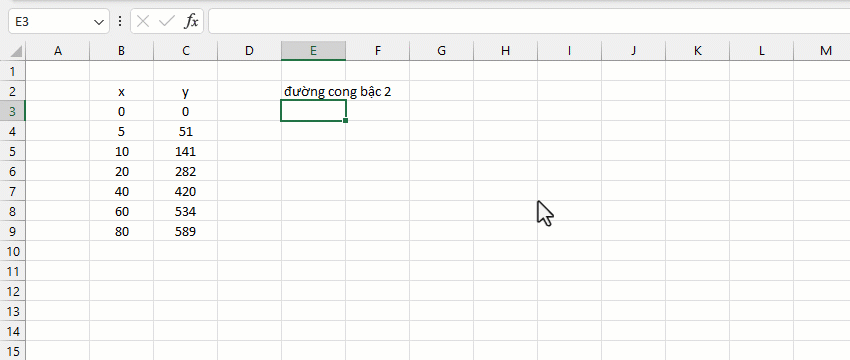 E3 fx
A B C D E F G H I J K L M
1
2 x y đường cong bậc 2
3 0 0
4 5 51
5 10 141
6 20 282
7 40 420
8 60 534
9 80 589
10
11
12
13
14
15